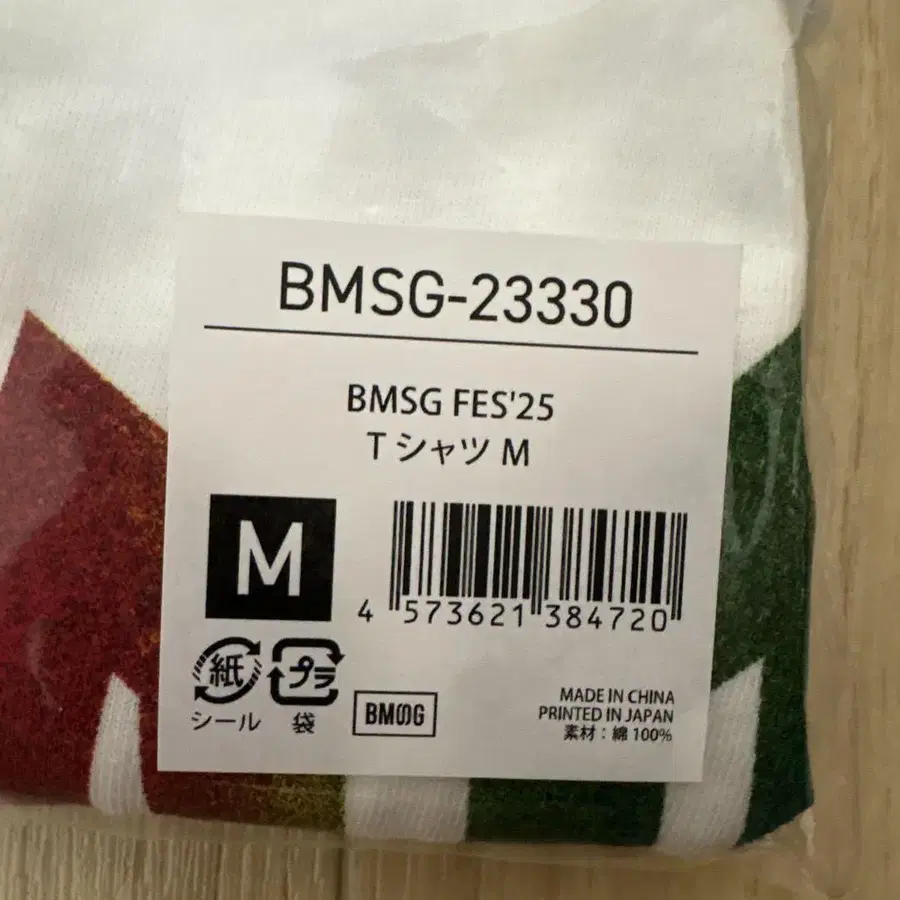 BMSG-23330
BMSG FES'25
Tシャツ M
M
4 573621 384720
紙
シール
プラ
袋
BMSG
MADE IN CHINA
PRINTED IN JAPAN
素材：綿 100%